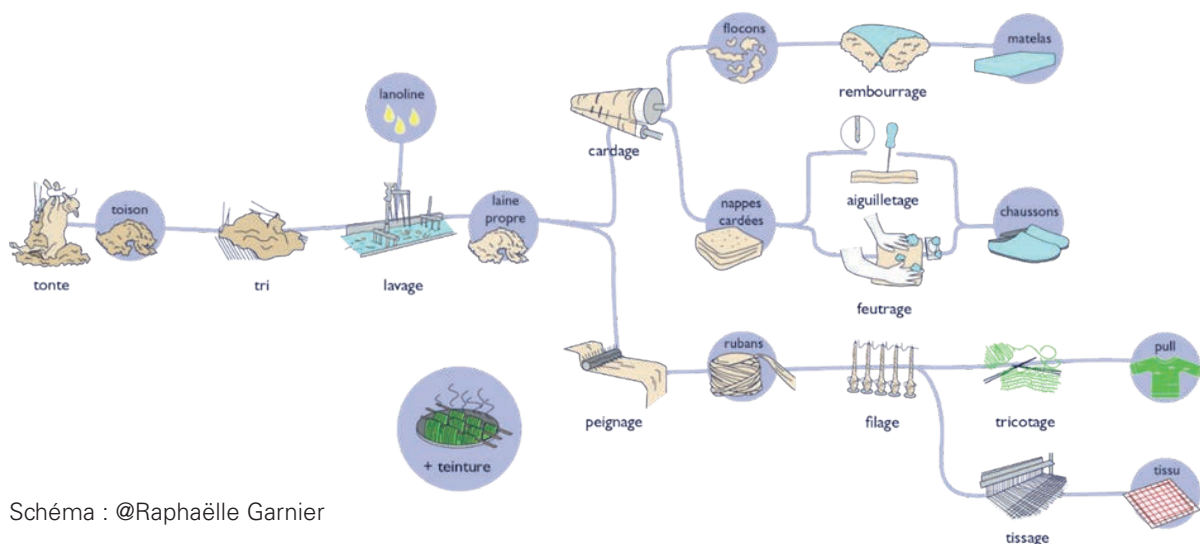 flocons
matelas
rembourrage
lanoline
cardage
toison
laine
propre
nappes
cardées
aiguilletage
chaussons
tonte
tri
lavage
feutrage
rubans
pull
peignage
filage
tricotage
+ teinture
tissu
tissage
Schéma : @Raphaëlle Garnier